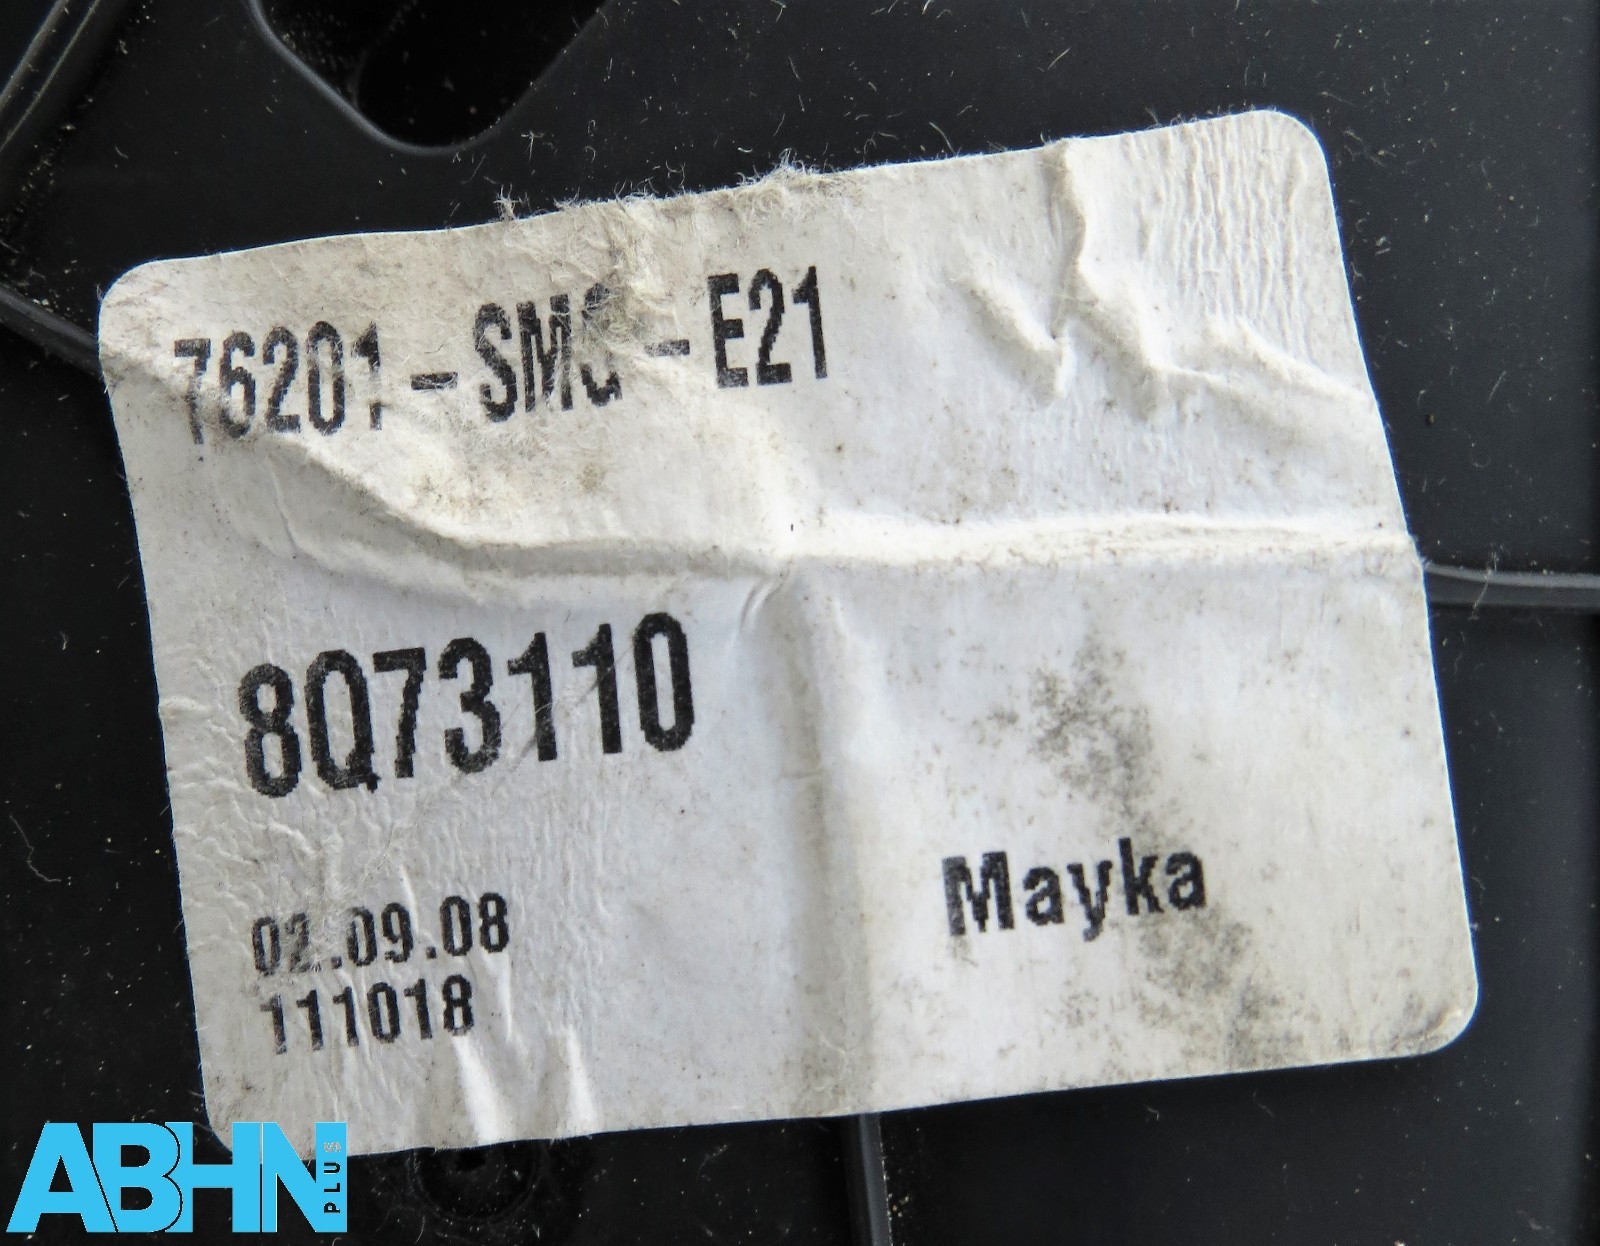 76201-SMG-E21
8Q73110
02.09.08
111018
Mayka
ABHN PLUS